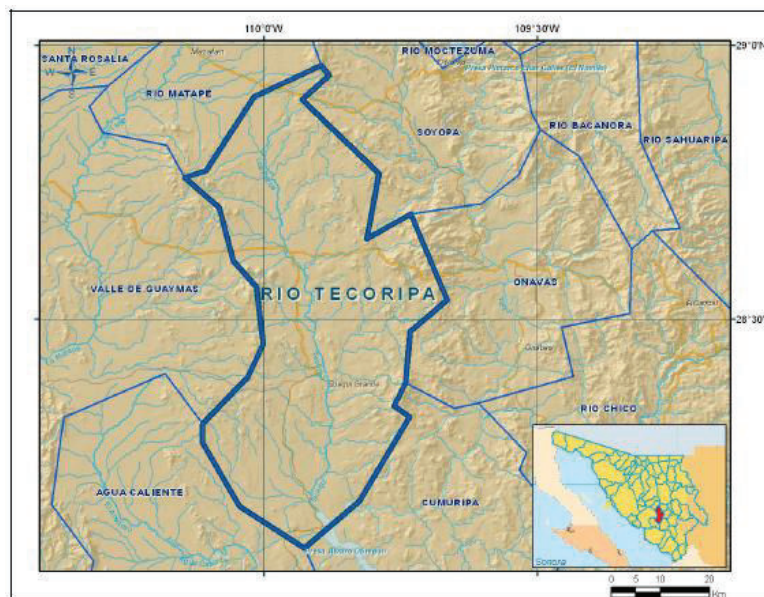 110°0'W
109°30'W
29°0'N
SANTA ROSALIA
W E
S
RIO MOCTEZUMA
RIO MATAPE
SOYOPA
RIO BACANORA
RIO SAHUARIPA
VALLE DE GUAYMAS
RIO TECORIPA
ONAVAS
28°30'N
RIO CHICO
AGUA CALIENTE
CUMURIPA
Sonora
0 5 10 20
Km